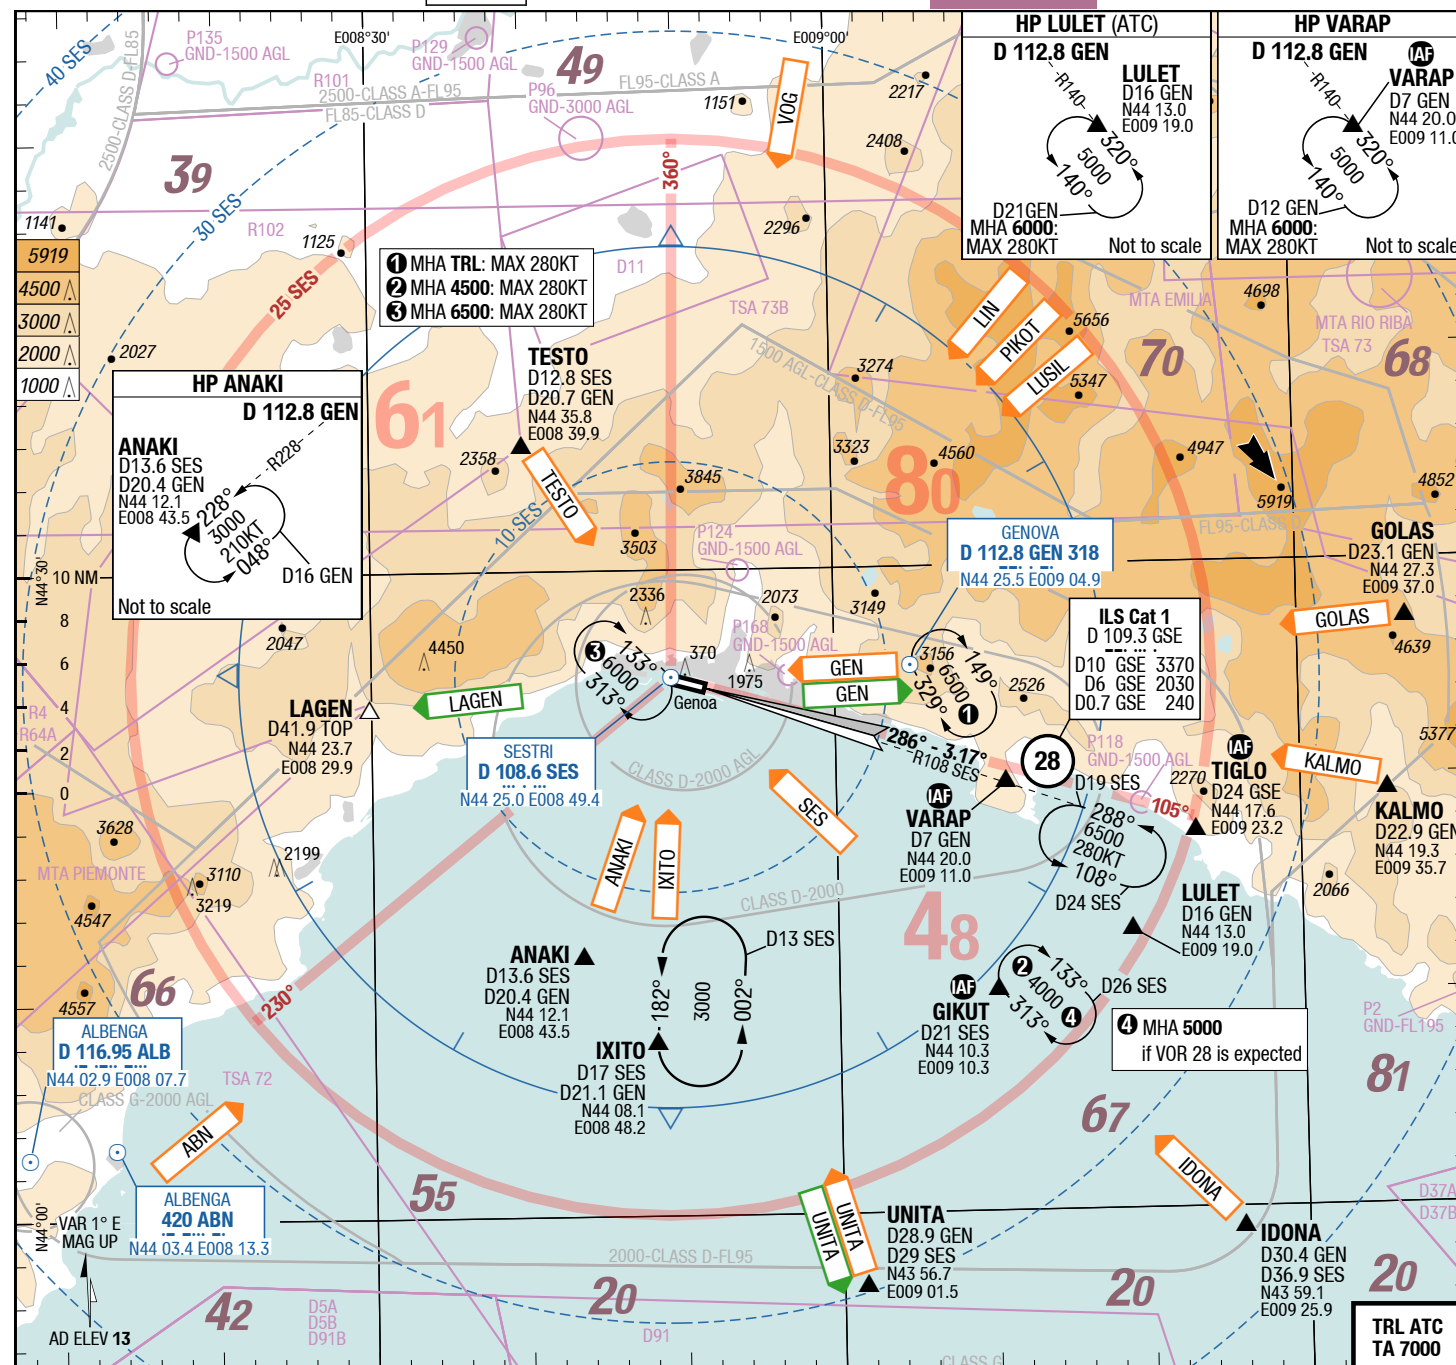 40 SES
2500-CLASS D-FL85
P135
GND-1500 AGL
E008°30'
R101
P129
GND-1500 AGL
49
P96
GND-3000 AGL
2500-CLASS A-FL95
FL85-CLASS D
FL95-CLASS A
1151
VOG
E009°00'
2217
2408
2296
HP LULET (ATC)
D 112.8 GEN
R140
LULET
D16 GEN
N44 13.0
E009 19.0
320°
5000
140°
D21GEN
MHA 6000:
MAX 280KT
Not to scale
HP VARAP
D 112.8 GEN
IAF
R140
VARAP
D7 GEN
N44 20.0
E009 11.0
320°
5000
140°
D12 GEN
MHA 6000:
MAX 280KT
Not to scale
39
30 SES
R102
1141
1125
360°
25 SES
5919
4500
3000
2000
1000
2027
1 MHA TRL: MAX 280KT
2 MHA 4500: MAX 280KT
3 MHA 6500: MAX 280KT
D11
TSA 73B
1500 AGL-CLASS D-FL95
LIN
PIKOT
LUSIL
5656
5347
MTA EMILIA
4698
MTA RIO RIBA
TSA 73
70
68
HP ANAKI
D 112.8 GEN
R228
ANAKI
D13.6 SES
D20.4 GEN
N44 12.1
E008 43.5
228°
3000
210KT
048°
D16 GEN
Not to scale
61
TESTO
D12.8 SES
D20.7 GEN
N44 35.8
E008 39.9
2358
TESTO
10 SES
3845
3503
3274
3323
4560
80
4947
5919
4852
FL95-CLASS
P124
GND-1500 AGL
GENOVA
D 112.8 GEN 318
N44 25.5 E009 04.9
GOLAS
D23.1 GEN
N44 27.3
E009 37.0
GOLAS
4639
N44°30'
10 NM
8
6
4
2
0
2047
4450
2336
2073
3149
P168
GND-1500 AGL
370
1975
3
133°
6000
313°
Genoa
GEN
GEN
3156
149°
6500
329°
1
2526
ILS Cat 1
D 109.3 GSE
D10 GSE 3370
D6 GSE 2030
D0.7 GSE 240
LAGEN
R4
R64A
LAGEN
D41.9 TOP
N44 23.7
E008 29.9
SESTRI
D 108.6 SES
N44 25.0 E008 49.4
CLASS D-2000 AGL
286° - 3.17°
R108 SES
28
P118
GND-1500 AGL
D19 SES
IAF
TIGLO
D24 GSE
N44 17.6
E009 23.2
2270
105°
5377
KALMO
KALMO
D22.9 GEN
N44 19.3
E009 35.7
2066
IAF
VARAP
D7 GEN
N44 20.0
E009 11.0
288°
6500
280KT
108°
D24 SES
SES
ANAKI
IXITO
CLASS D-2000
3628
MTA PIEMONTE
3110
3219
2199
4547
66
4557
230°
48
LULET
D16 GEN
N44 13.0
E009 19.0
ANAKI
D13.6 SES
D20.4 GEN
N44 12.1
E008 43.5
D13 SES
182°
3000
002°
IXITO
D17 SES
D21.1 GEN
N44 08.1
E008 48.2
IAF
GIKUT
D21 SES
N44 10.3
E009 10.3
2
133°
4000
313°
4
D26 SES
4 MHA 5000
if VOR 28 is expected
P2
GND-FL195
81
67
ALBENGA
D 116.95 ALB
N44 02.9 E008 07.7
CLASS G-2000 AGL
TSA 72
ABN
ALBENGA
420 ABN
N44 03.4 E008 13.3
55
N44°00'
VAR 1° E
MAG UP
AD ELEV 13
2000-CLASS D-FL95
UNITA
UNITA
UNITA
D28.9 GEN
D29 SES
N43 56.7
E009 01.5
IDONA
IDONA
D30.4 GEN
D36.9 SES
N43 59.1
E009 25.9
D37A
D37B
42
D5A
D5B
D91B
20
D91
20
20
CLASS G
TRL ATC
TA 7000